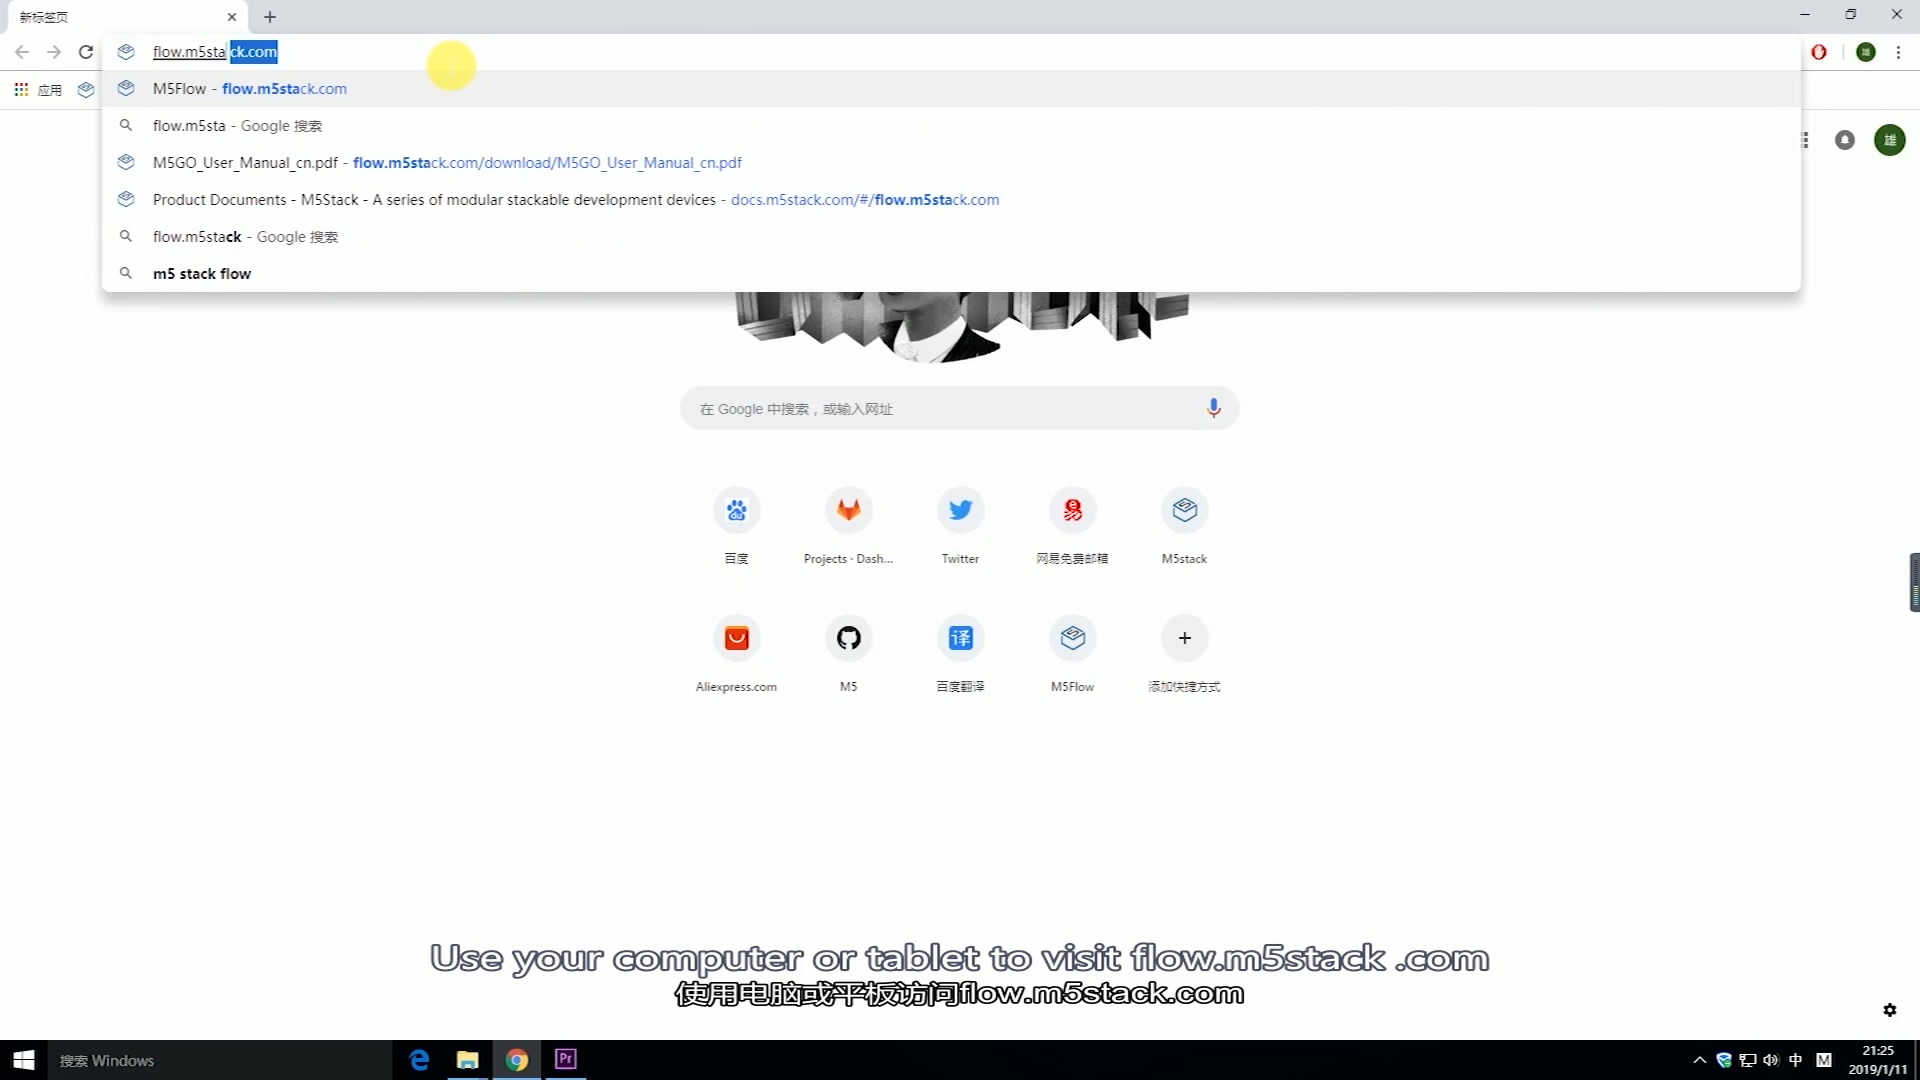 新标签页
flow.m5stack.com
应用
M5Flow - flow.m5stack.com
flow.m5sta - Google 搜索
M5GO_User_Manual_cn.pdf - flow.m5stack.com/download/M5GO_User_Manual_cn.pdf
Product Documents - M5Stack - A series of modular stackable development devices - docs.m5stack.com/#/flow.m5stack.com
flow.m5stack - Google 搜索
m5 stack flow
雄
在 Google 中搜索，或输入网址
百度
Projects - Dash...
Twitter
网易免费邮箱
M5stack
译
Aliexpress.com
M5
百度翻译
M5Flow
添加快捷方式
Use your computer or tablet to visit flow.m5stack .com
使用电脑或平板访问flow.m5stack.com
搜索 Windows
Pr
中
M
21:25
2019/1/11